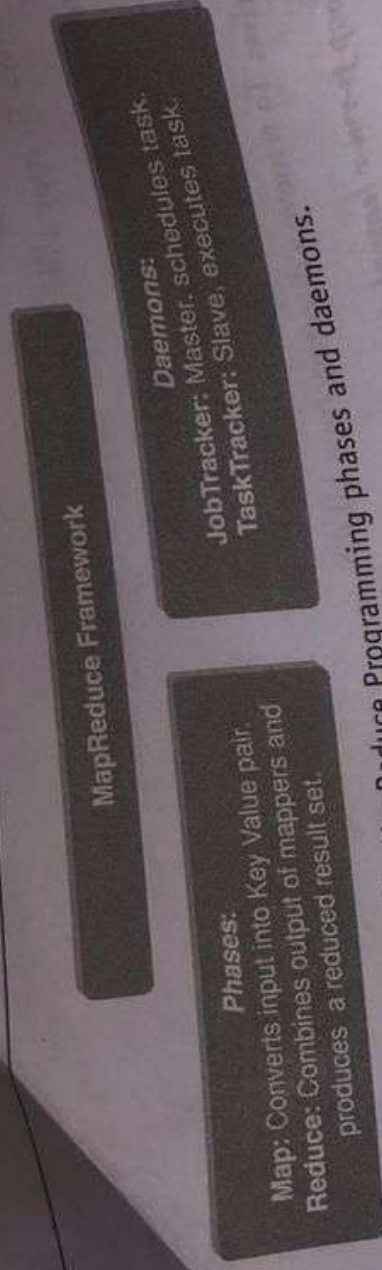 MapReduce Framework
Phases:
Map: Converts input into Key Value pair.
Reduce: Combines output of mappers and
produces a reduced result set.
Daemons:
JobTracker: Master, schedules task.
TaskTracker: Slave, executes task.
Reduce Programming phases and daemons.